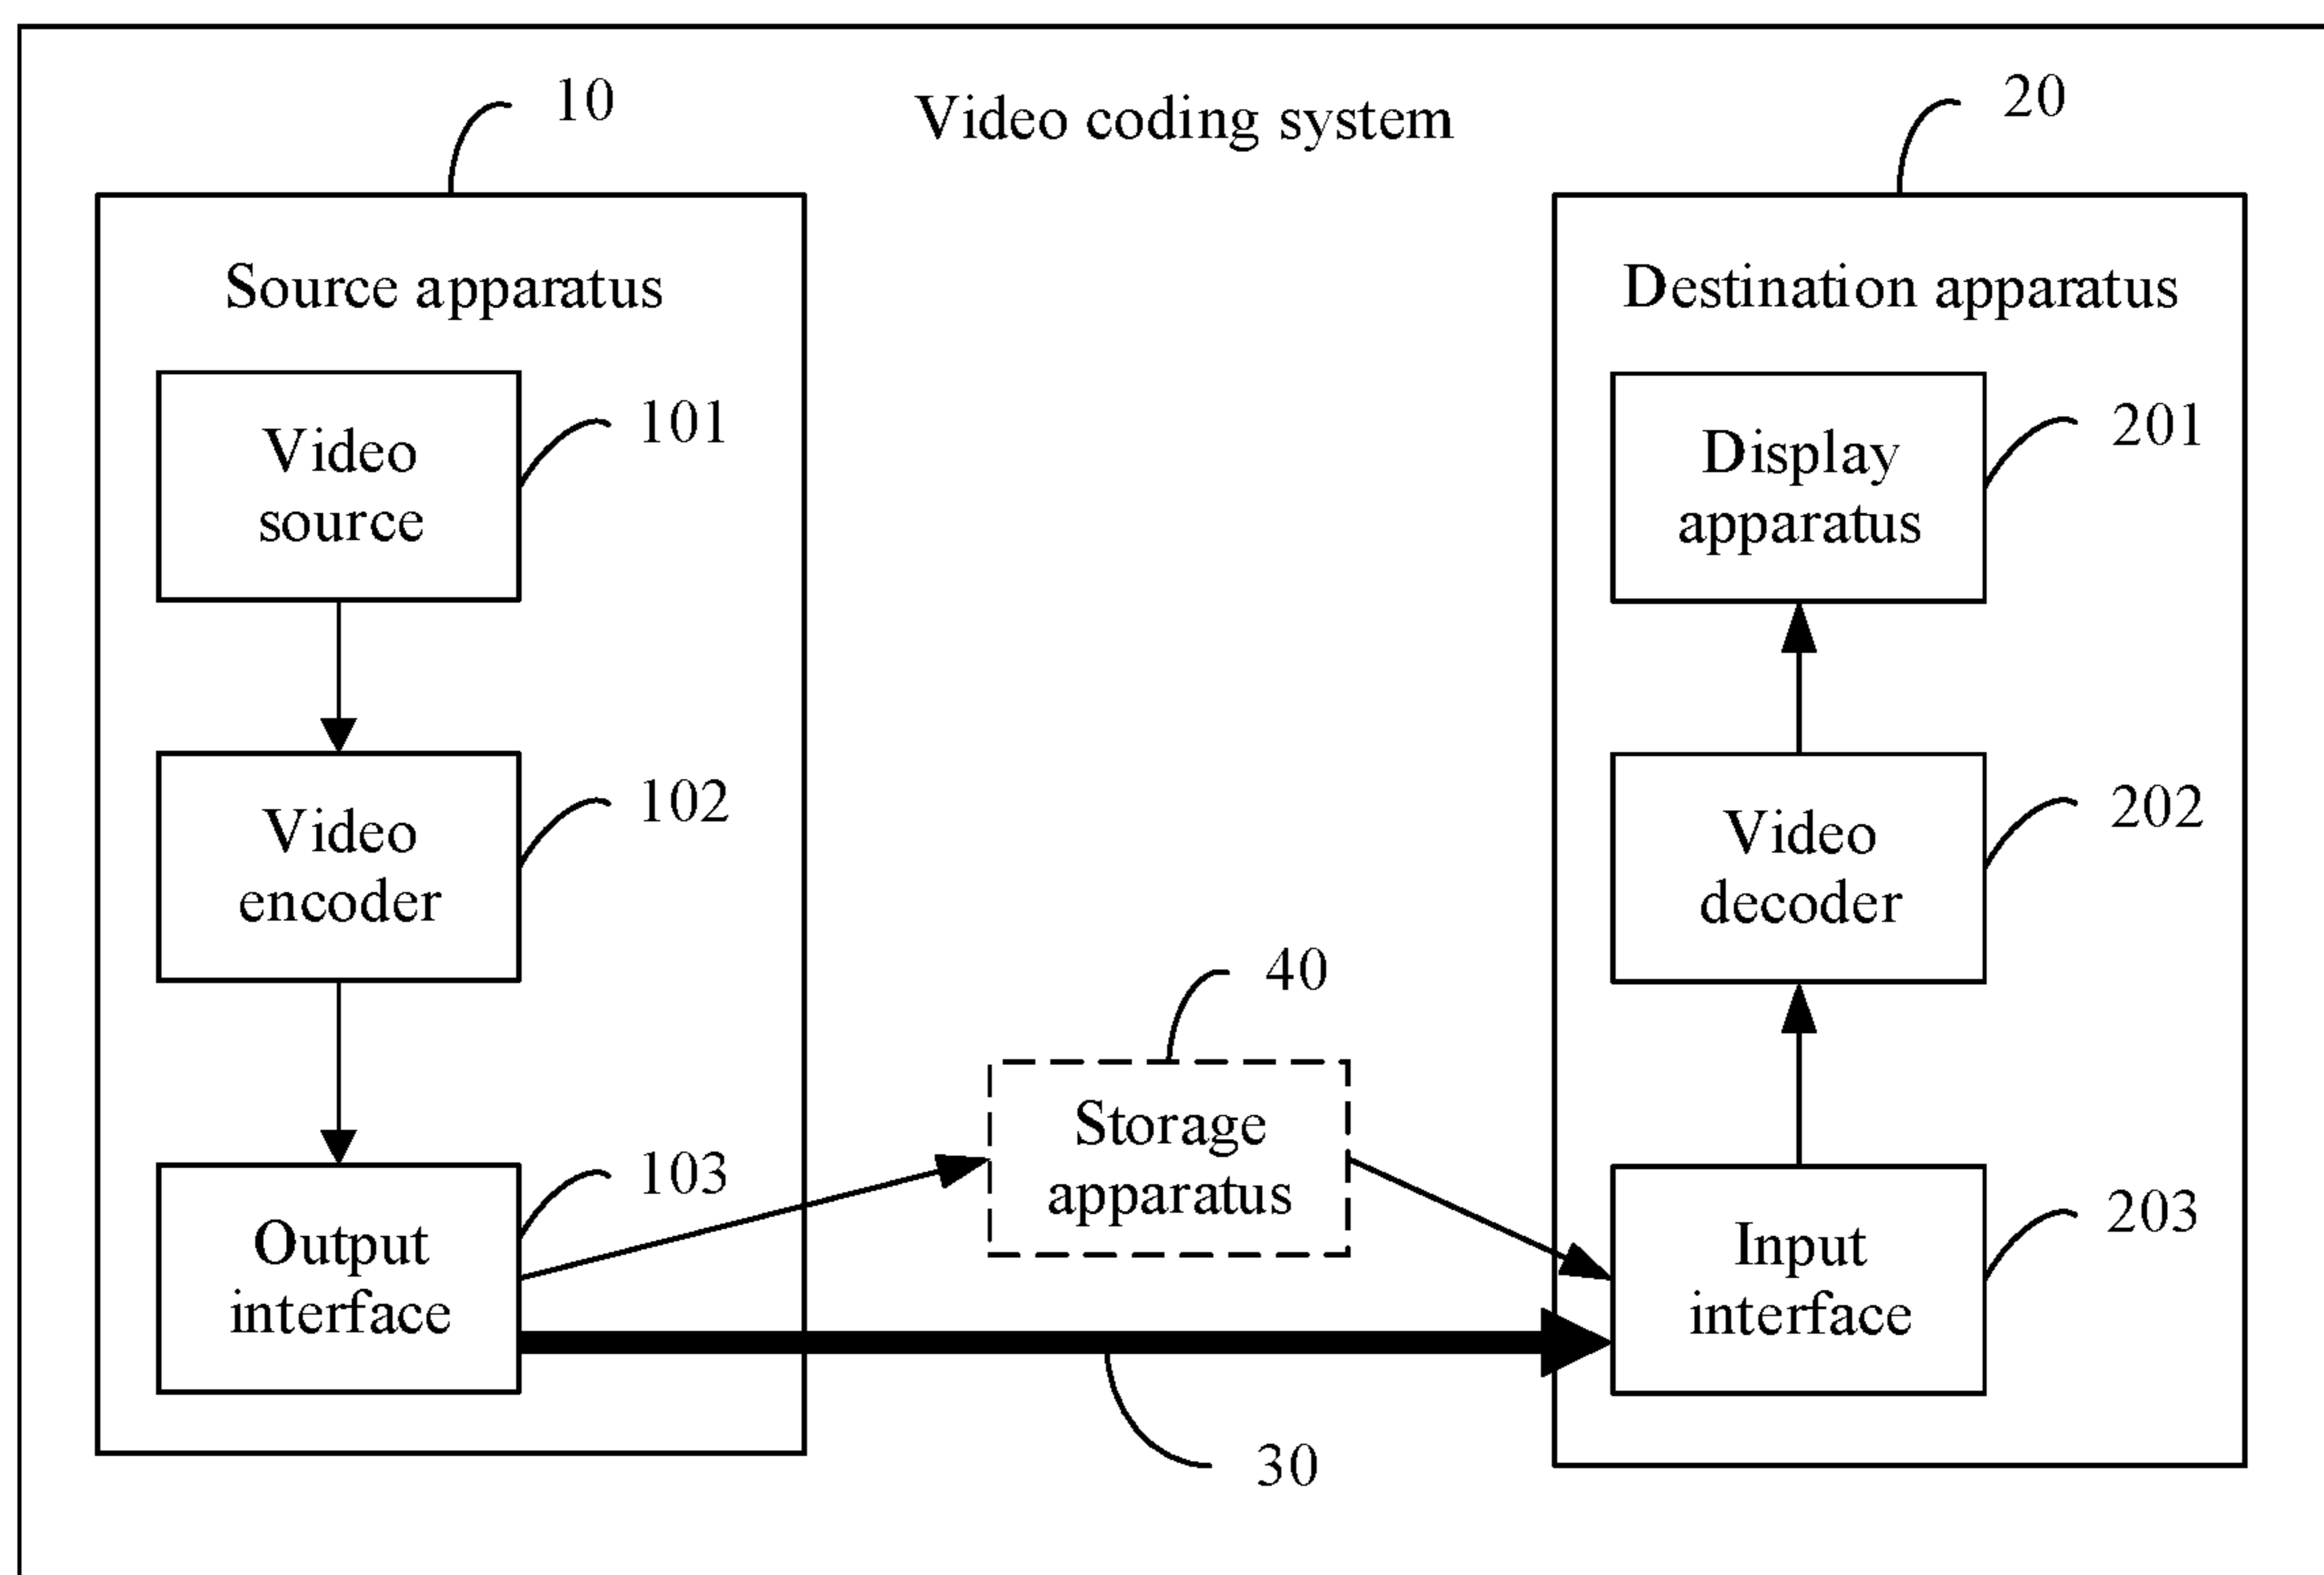 Video coding system
10
Source apparatus
Video
source
101
Video
encoder
102
Output
interface
103
40
Storage
apparatus
30
20
Destination apparatus
Display
apparatus
201
Video
decoder
202
Input
interface
203